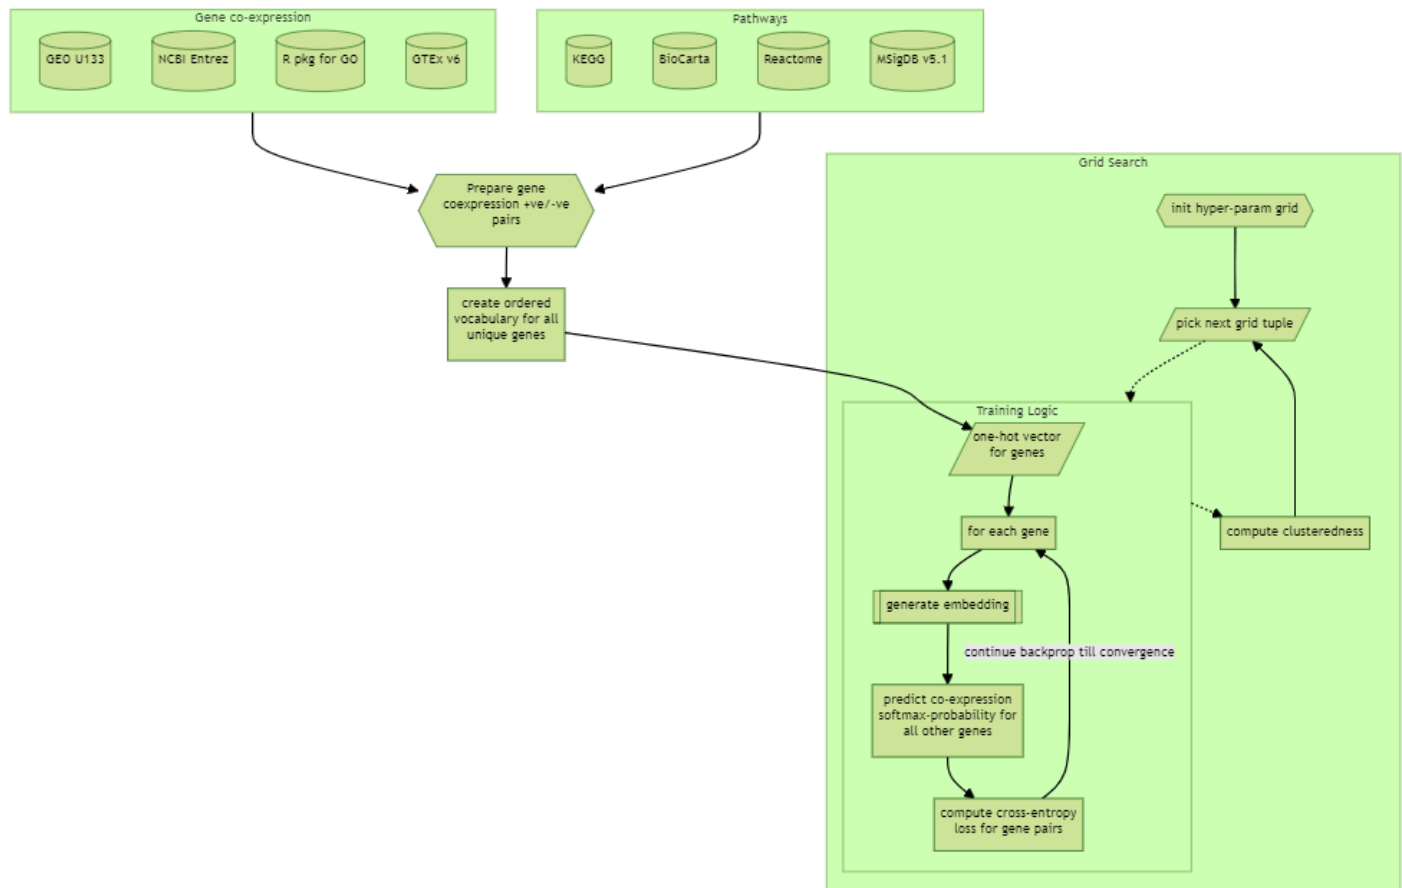 Gene co-expression
GEO U133
NCBI Entrez
R pkg for GO
GTEx v6
Pathways
KEGG
BioCarta
Reactome
MSigDB v5.1
Prepare gene
coexpression +ve/-ve
pairs
create ordered
vocabulary for all
unique genes
Grid Search
init hyper-param grid
pick next grid tuple
Training Logic
one-hot vector
for genes
for each gene
compute clusteredness
generate embedding
continue backprop till convergence
predict co-expression
softmax-probability for
all other genes
compute cross-entropy
loss for gene pairs